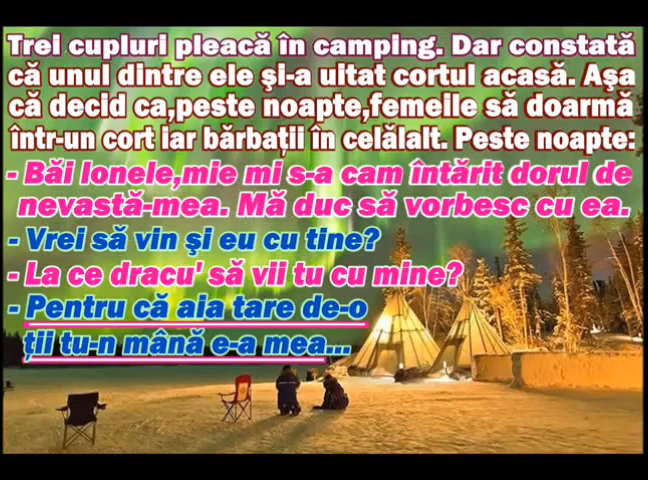 Trei cupluri pleacă în camping. Dar constată
că unul dintre ele şi-a uitat cortul acasă. Aşa
că decid ca,peste noapte,femeile să doarmă
într-un cort iar bărbații în celălalt. Peste noapte:
- Băi Ionele,mie mi s-a cam întărit dorul de
nevastă-mea. Mă duc să vorbesc cu ea.
- Vrei să vin şi eu cu tine?
- La ce dracu' să vii tu cu mine?
- Pentru că aia tare de-o
ții tu-n mână e-a mea...